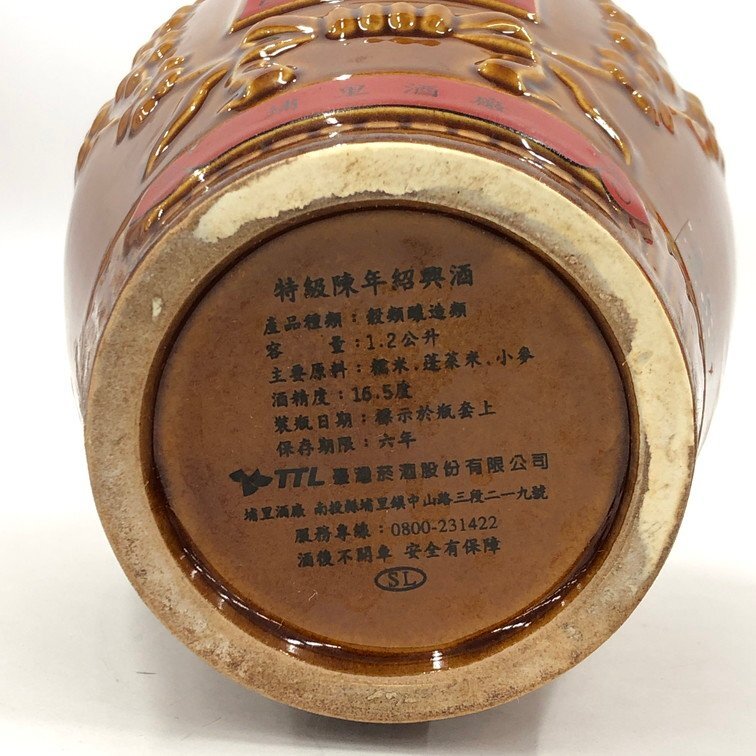 埔里酒廠
特級陳年紹興酒
產品種類：穀類釀造類
容　　量：1.2公升
主要原料：糯米．蓬萊米．小麥
酒精度：16.5度
裝瓶日期：標示於瓶套上
保存期限：六年
TTL 臺灣菸酒股份有限公司
埔里酒廠 南投縣埔里鎮中山路三段二一九號
服務專線：0800-231422
酒後不開車 安全有保障
SL